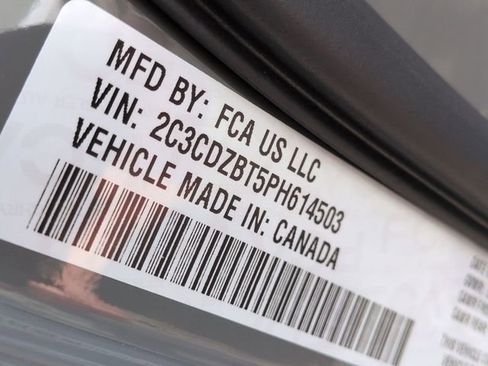 MFD BY: FCA US LLC
VIN: 2C3CDZBT5PH614503
VEHICLE MADE IN: CANADA